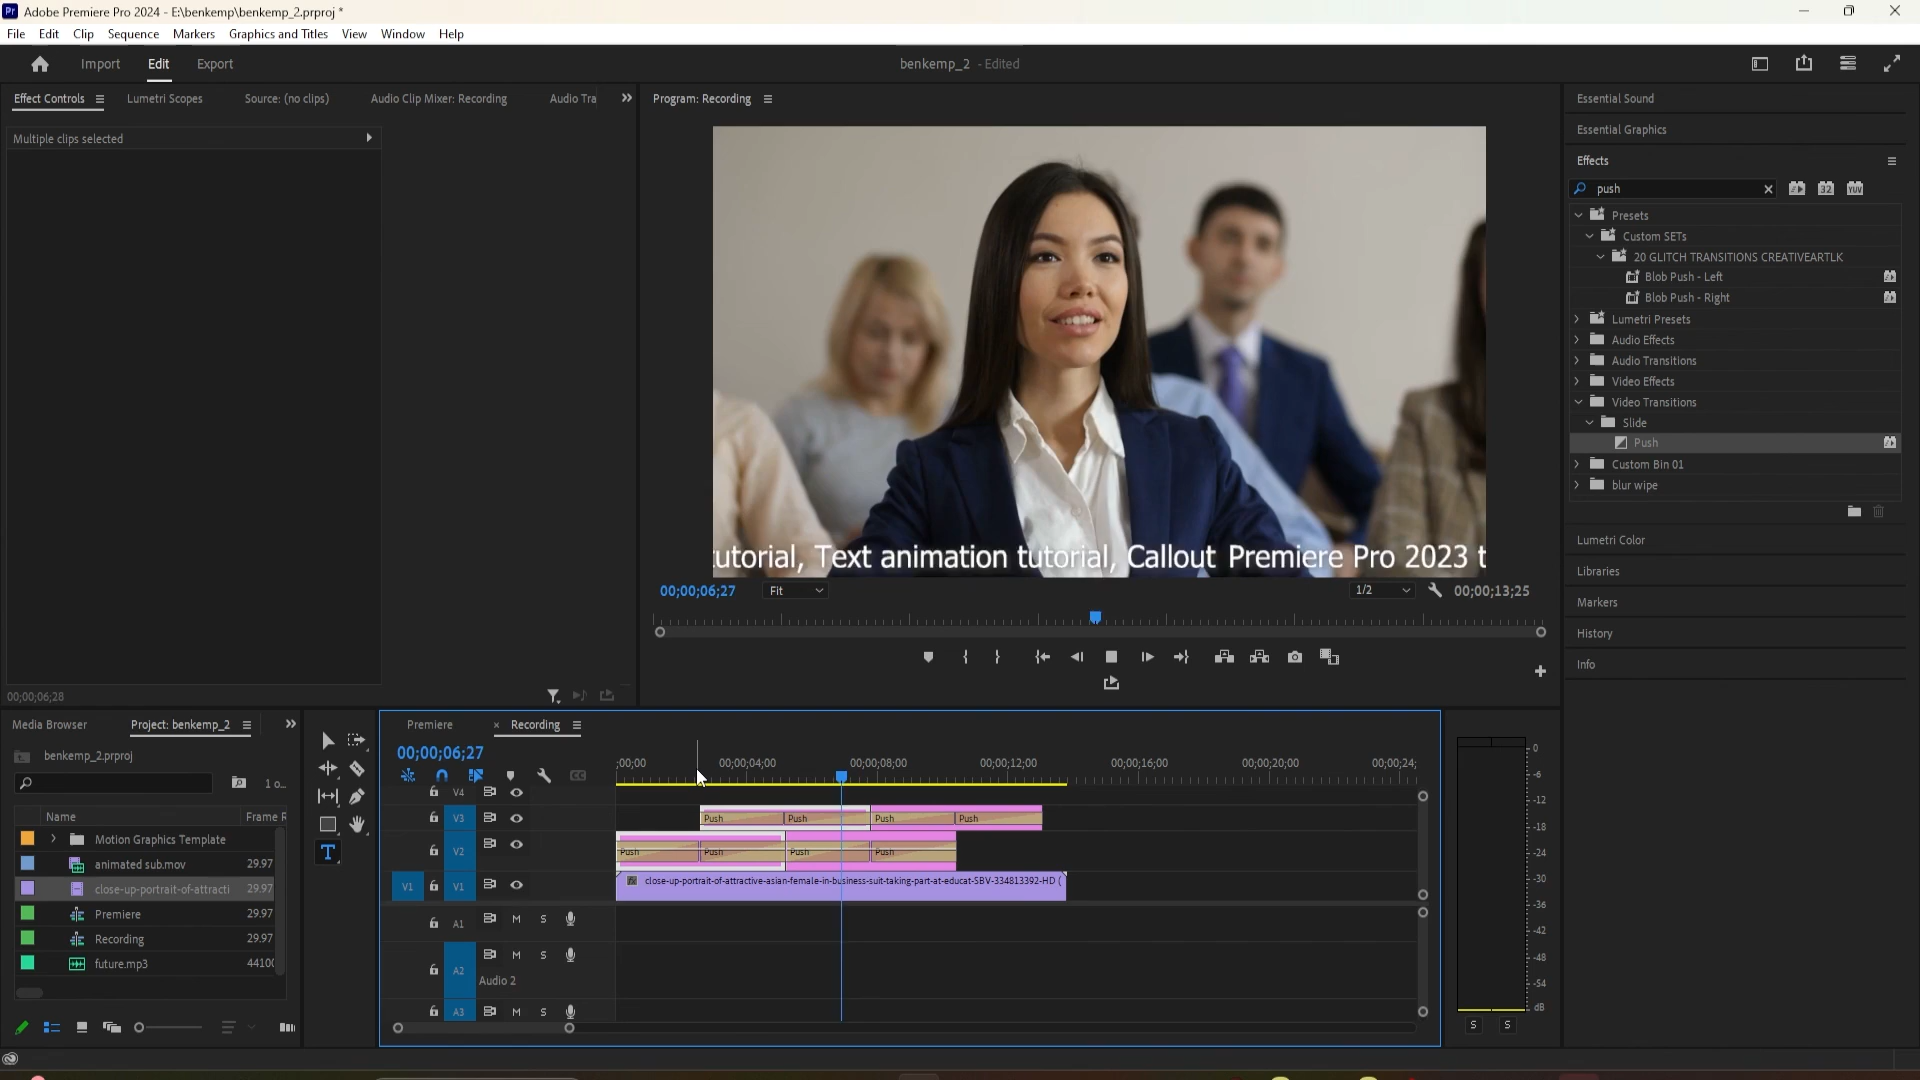 Pr Adobe Premiere Pro 2024 - E:\benkemp\benkemp_2.prproj *
File Edit Clip Sequence Markers Graphics and Titles View Window Help
Import Edit Export
benkemp_2 - Edited
Effect Controls Lumetri Scopes Source: (no clips) Audio Clip Mixer: Recording Audio Tra
Multiple clips selected
00;00;06;28
Program: Recording
utorial, Text animation tutorial, Callout Premiere Pro 2023 t
00;00;06;27 Fit 1/2 00;00;13;25
Essential Sound
Essential Graphics
Effects
push
32 YUV
Presets
Custom SETs
20 GLITCH TRANSITIONS CREATIVEARTLK
Blob Push - Left
Blob Push - Right
Lumetri Presets
Audio Effects
Audio Transitions
Video Effects
Video Transitions
Slide
Push
Custom Bin 01
blur wipe
Lumetri Color
Libraries
Markers
History
Info
Media Browser Project: benkemp_2
benkemp_2.prproj
1 o...
Name Frame R
Motion Graphics Template
animated sub.mov 29.97
close-up-portrait-of-attracti 29.97
Premiere 29.97
Recording 29.97
future.mp3 4410
T
Premiere × Recording
00;00;06;27
;00;00 00;00;04;00 00;00;08;00 00;00;12;00 00;00;16;00 00;00;20;00 00;00;24;
V4
V3 Push Push Push Push
V2 Push Push Push Push
V1 V1 close-up-portrait-of-attractive-asian-female-in-business-suit-taking-part-at-educat-SBV-334813392-HD (
A1 M S
A2 M S
Audio 2
A3 M S
0
-6
-12
-18
-24
-30
-36
-42
-48
-54
dB
S S